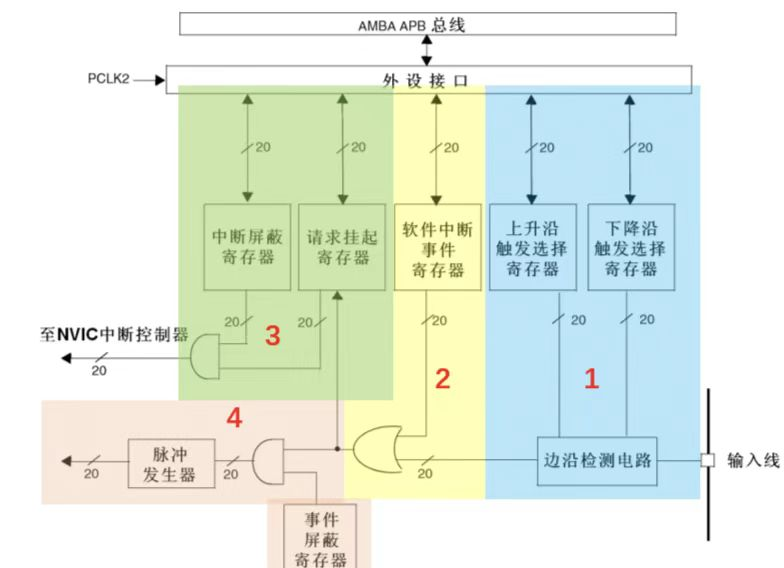 AMBA APB 总线
PCLK2
外设接口
20
20
20
20
20
中断屏蔽
寄存器
请求挂起
寄存器
软件中断
事件
寄存器
上升沿
触发选择
寄存器
下降沿
触发选择
寄存器
至NVIC中断控制器
20
20
20
20
20
3
20
2
1
4
脉冲
发生器
20
20
20
边沿检测电路
输入线
事件
屏蔽
寄存器